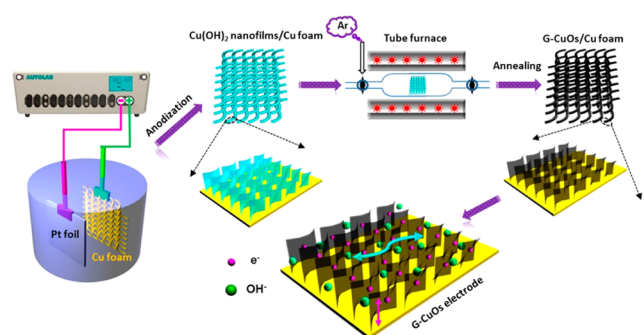 AUTOLAB
Pt foil
Cu foam
Anodization
Cu(OH)₂ nanofilms/Cu foam
Ar
Tube furnace
Annealing
G-CuOs/Cu foam
e⁻
OH⁻
G-CuOs electrode